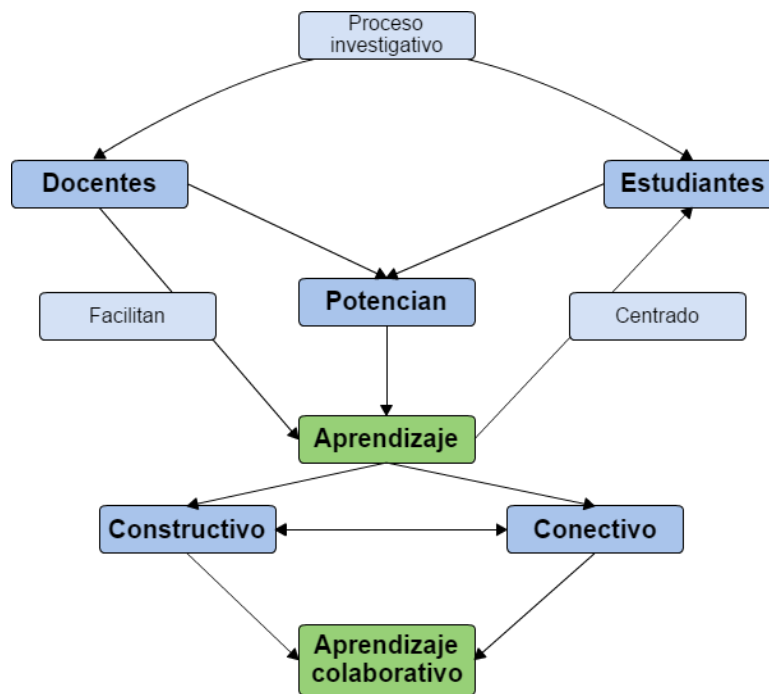 Proceso
investigativo
Docentes
Estudiantes
Potencian
Facilitan
Centrado
Aprendizaje
Constructivo
Conectivo
Aprendizaje
colaborativo